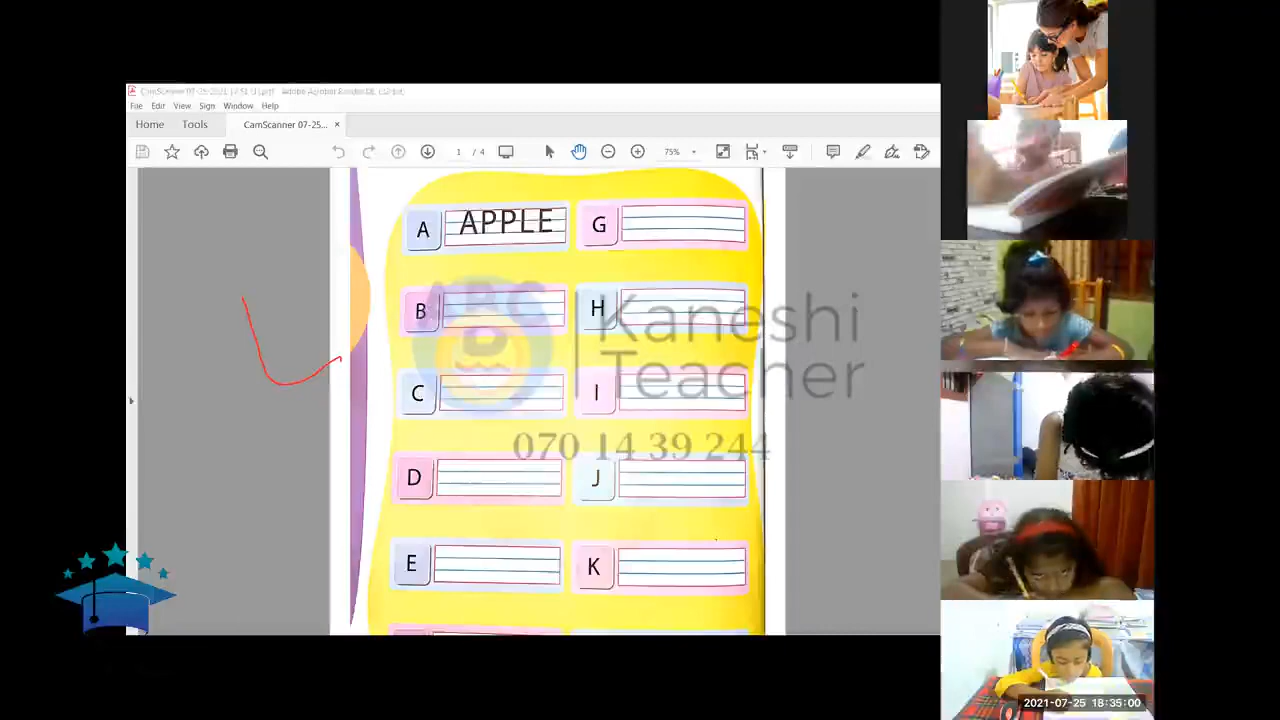 File Edit View Sign Window Help
Home Tools CamScanner 07-25... ×
1 / 4 75%
A APPLE G
B H
C I
D J
E K
ABC
B
Kaneshi
Teacher
070 14 39 244
2021-07-25 18:35:00